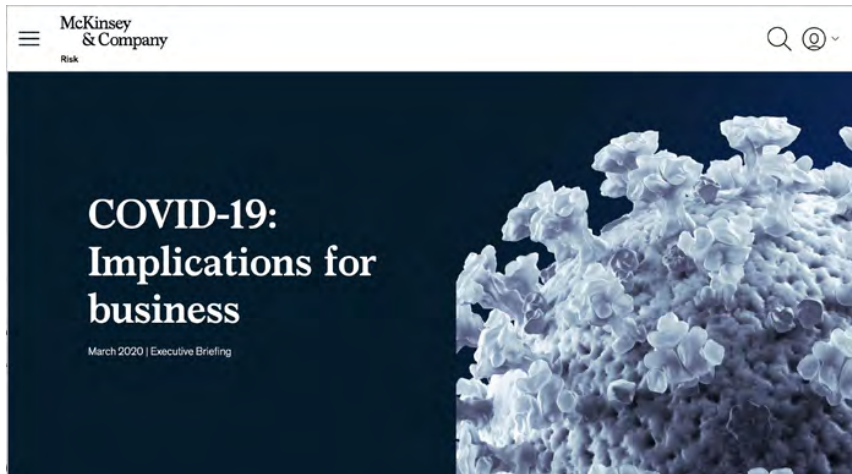 McKinsey
& Company
Risk
COVID-19:
Implications for
business
March 2020 | Executive Briefing